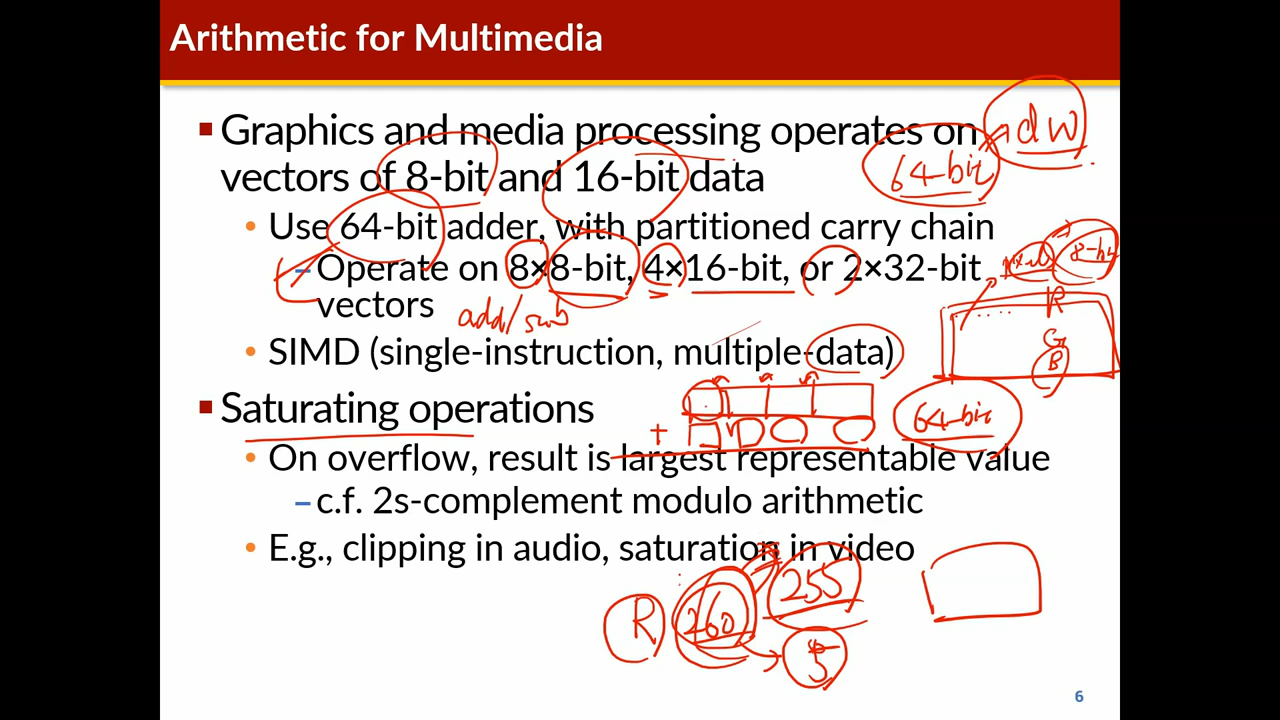 Arithmetic for Multimedia
▪ Graphics and media processing operates on
vectors of 8-bit and 16-bit data
64-bit
dw
• Use 64-bit adder, with partitioned carry chain
– Operate on 8×8-bit, 4×16-bit, or 2×32-bit
vectors
add/sub
R
G
B
• SIMD (single-instruction, multiple-data)
64-bit
+
▪ Saturating operations
• On overflow, result is largest representable value
– c.f. 2s-complement modulo arithmetic
• E.g., clipping in audio, saturation in video
R 260 255
5
6